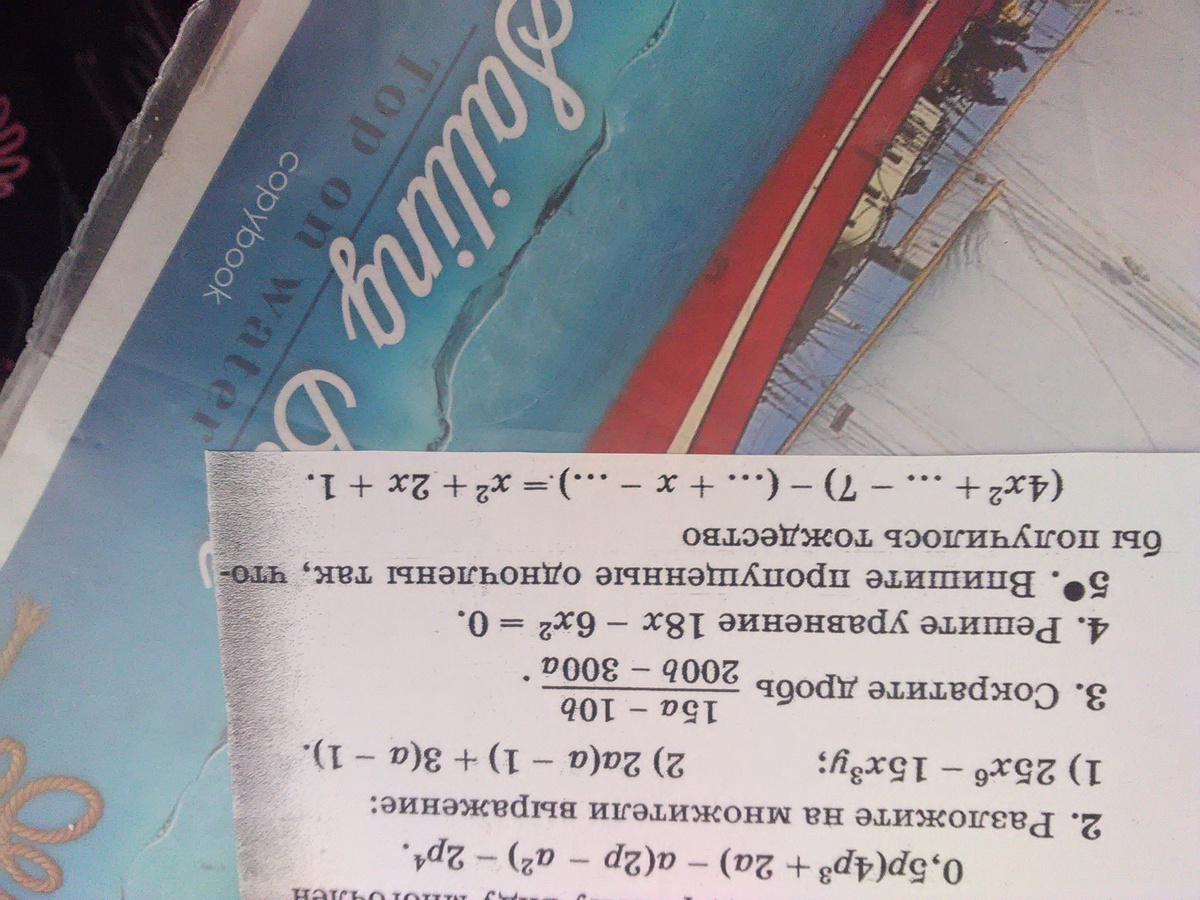 виду многочлен
0,5p(4p³ + 2a) – a(2p – a²) – 2p⁴.
2. Разложите на множители выражение:
1) 25x⁶ – 15x³y; 2) 2a(a – 1) + 3(a – 1).
3. Сократите дробь 15a – 10b / 200b – 300a.
4. Решите уравнение 18x – 6x² = 0.
5•. Впишите пропущенные одночлены так, что-
бы получилось тождество
(4x² + ... – 7) – (... + x – ...) = x² + 2x + 1.
Sailing
Top on water
copybook